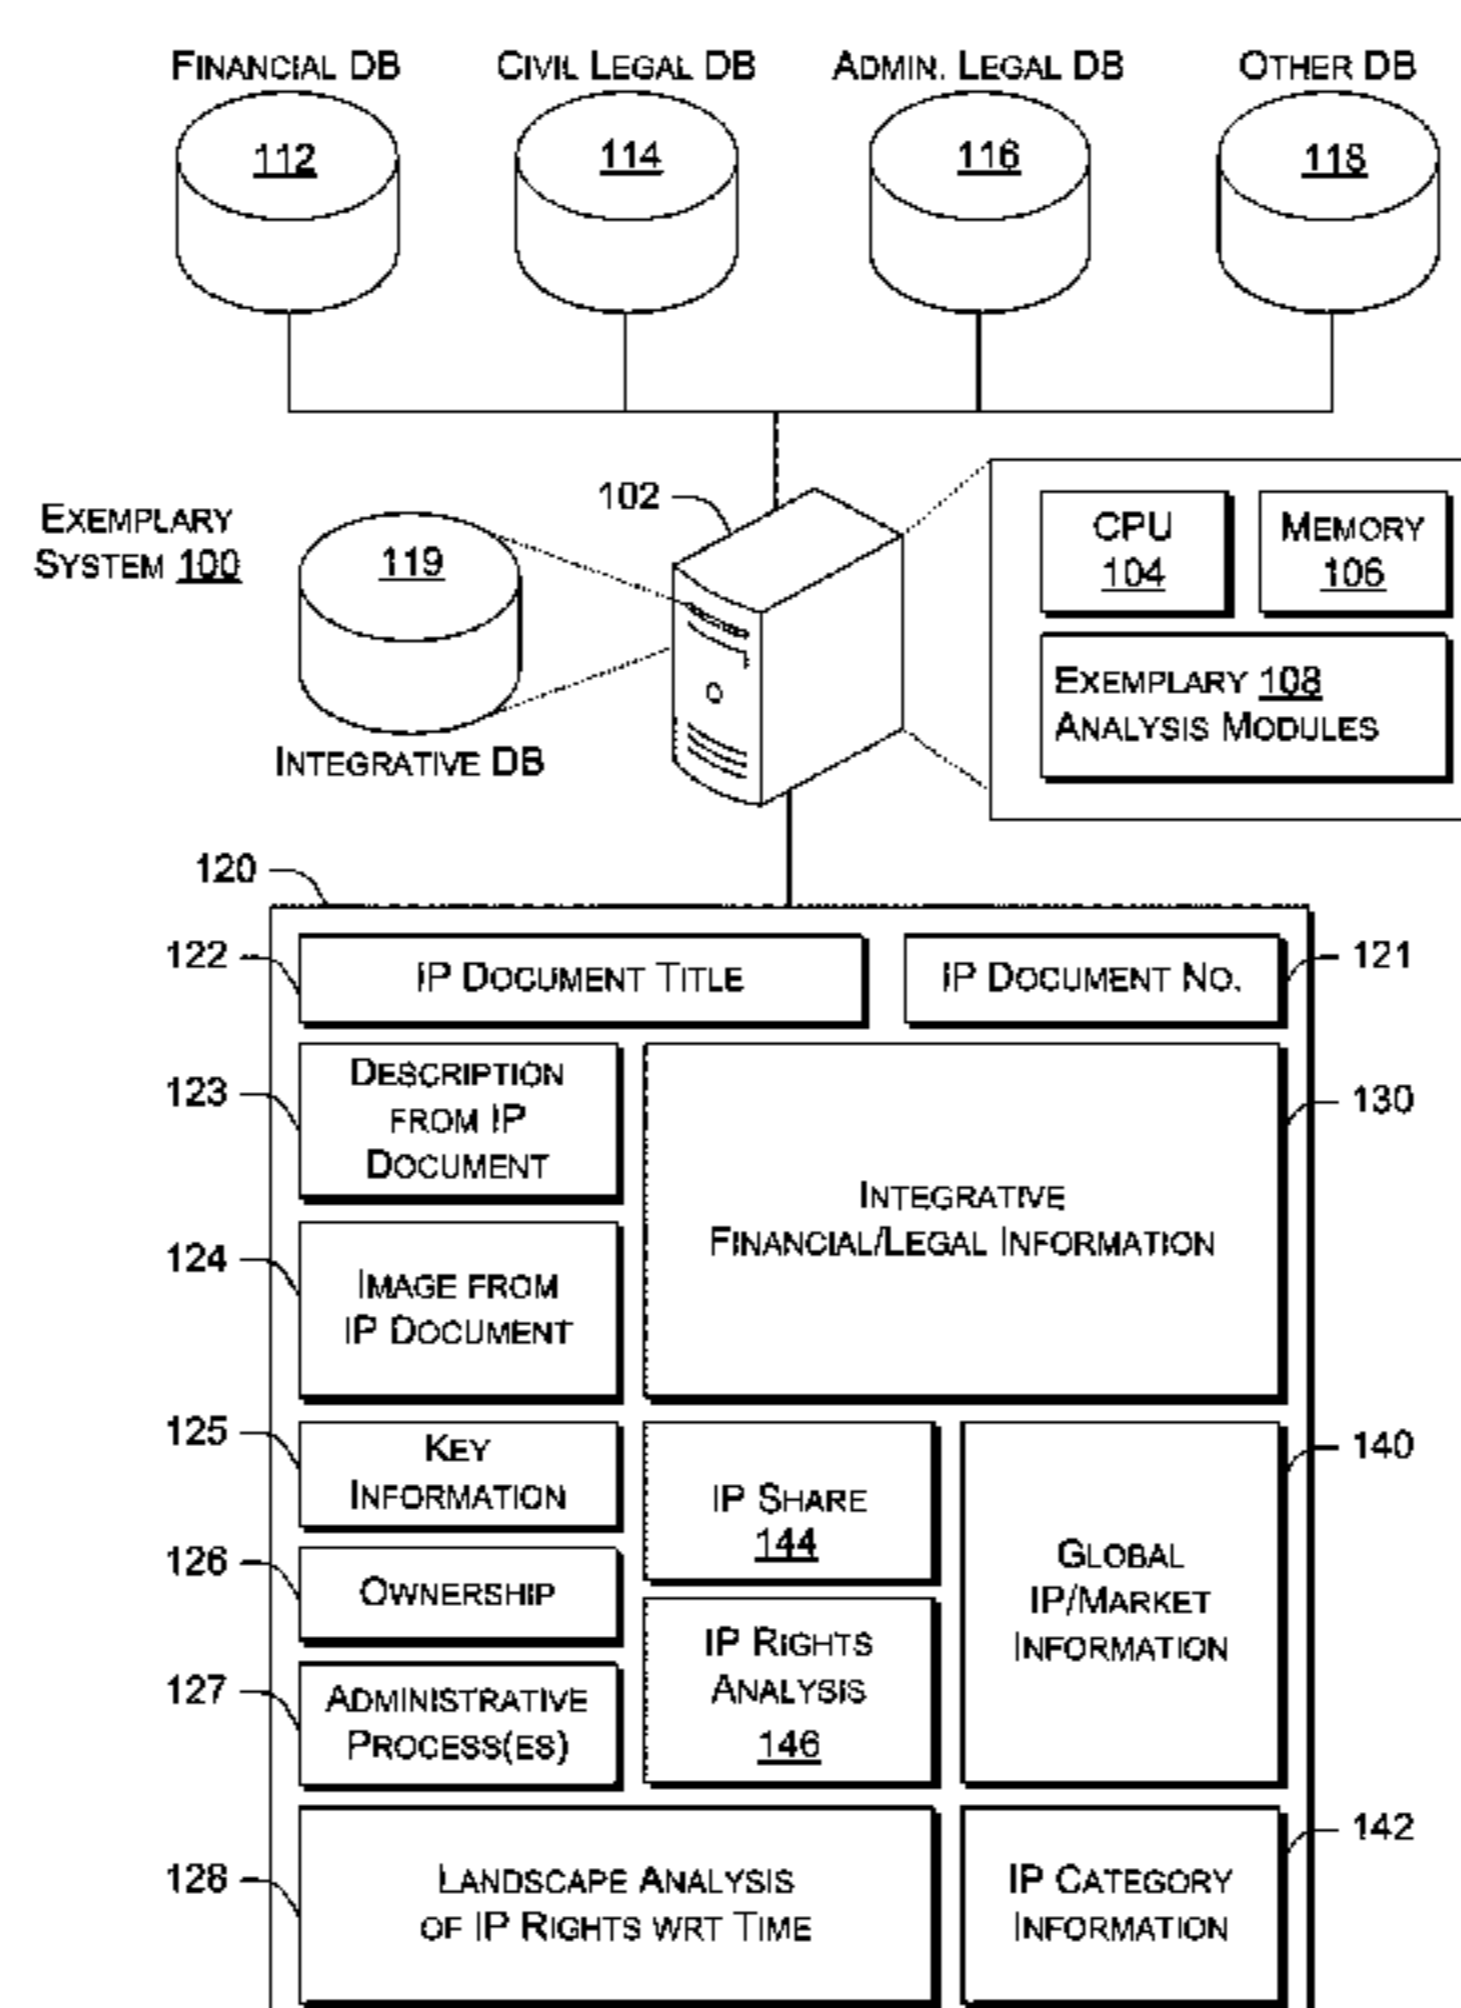 FINANCIAL DB
CIVIL LEGAL DB
ADMIN. LEGAL DB
OTHER DB
112
114
116
118
EXEMPLARY
SYSTEM 100
119
INTEGRATIVE DB
102
CPU
104
MEMORY
106
EXEMPLARY 108
ANALYSIS MODULES
120
122
IP DOCUMENT TITLE
IP DOCUMENT NO.
121
123
DESCRIPTION
FROM IP
DOCUMENT
INTEGRATIVE
FINANCIAL/LEGAL INFORMATION
130
124
IMAGE FROM
IP DOCUMENT
125
KEY
INFORMATION
IP SHARE
144
GLOBAL
IP/MARKET
INFORMATION
140
126
OWNERSHIP
IP RIGHTS
ANALYSIS
146
127
ADMINISTRATIVE
PROCESS(ES)
128
LANDSCAPE ANALYSIS
OF IP RIGHTS WRT TIME
IP CATEGORY
INFORMATION
142